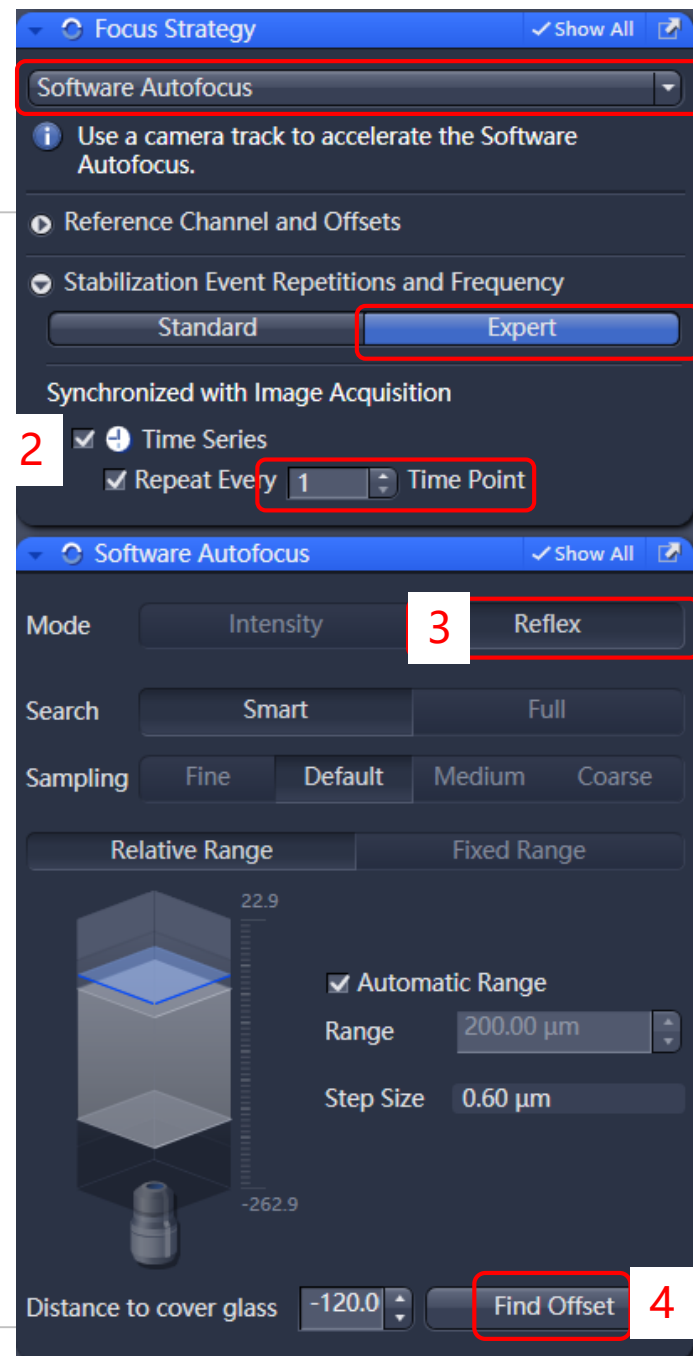 Focus Strategy Show All
Software Autofocus
Use a camera track to accelerate the Software
Autofocus.
Reference Channel and Offsets
Stabilization Event Repetitions and Frequency
Standard Expert
Synchronized with Image Acquisition
2 Time Series
Repeat Every 1 Time Point
Software Autofocus Show All
Mode Intensity 3 Reflex
Search Smart Full
Sampling Fine Default Medium Coarse
Relative Range Fixed Range
22.9
Automatic Range
Range 200.00 µm
Step Size 0.60 µm
-262.9
Distance to cover glass -120.0 Find Offset 4